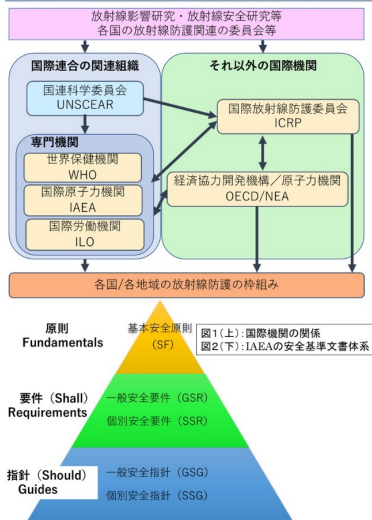 放射線影響研究・放射線安全研究等
各国の放射線防護関連の委員会等
国際連合の関連組織
それ以外の国際機関
国連科学委員会
UNSCEAR
国際放射線防護委員会
ICRP
専門機関
世界保健機関
WHO
国際原子力機関
IAEA
国際労働機関
ILO
経済協力開発機構／原子力機関
OECD/NEA
各国/各地域の放射線防護の枠組み
原則
Fundamentals
基本安全原則
(SF)
図1(上):国際機関の関係
図2(下):IAEAの安全基準文書体系
要件（Shall）
Requirements
一般安全要件（GSR）
個別安全要件（SSR）
指針（Should）
Guides
一般安全指針（GSG）
個別安全指針（SSG）